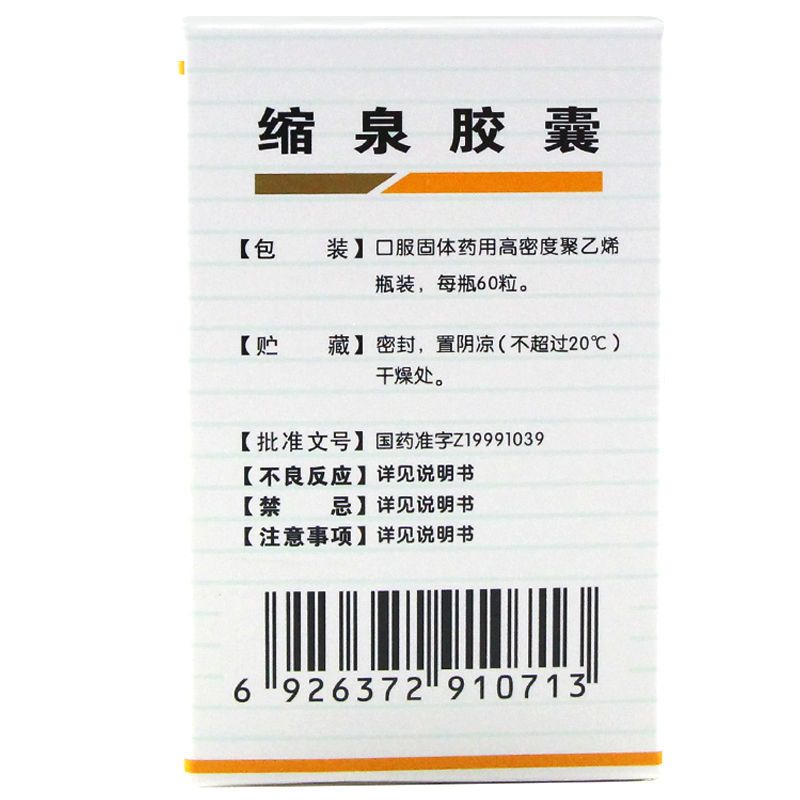 缩泉胶囊
【包装】口服固体药用高密度聚乙烯
瓶装，每瓶60粒。
【贮藏】密封，置阴凉(不超过20℃)
干燥处。
【批准文号】国药准字Z19991039
【不良反应】详见说明书
【禁忌】详见说明书
【注意事项】详见说明书
6 926372 910713